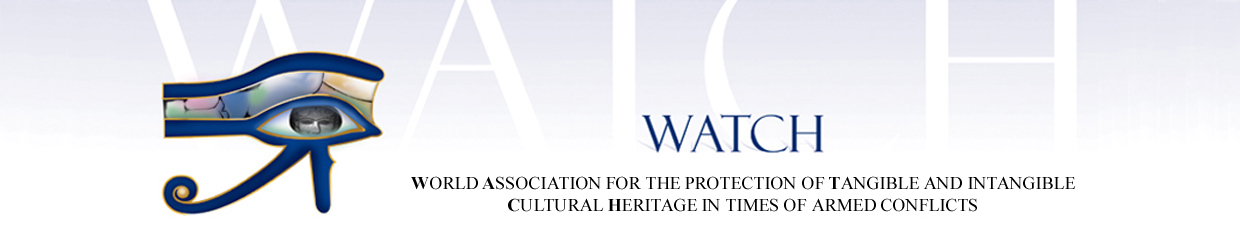 WATCH
WATCH
WORLD ASSOCIATION FOR THE PROTECTION OF TANGIBLE AND INTANGIBLE
CULTURAL HERITAGE IN TIMES OF ARMED CONFLICTS